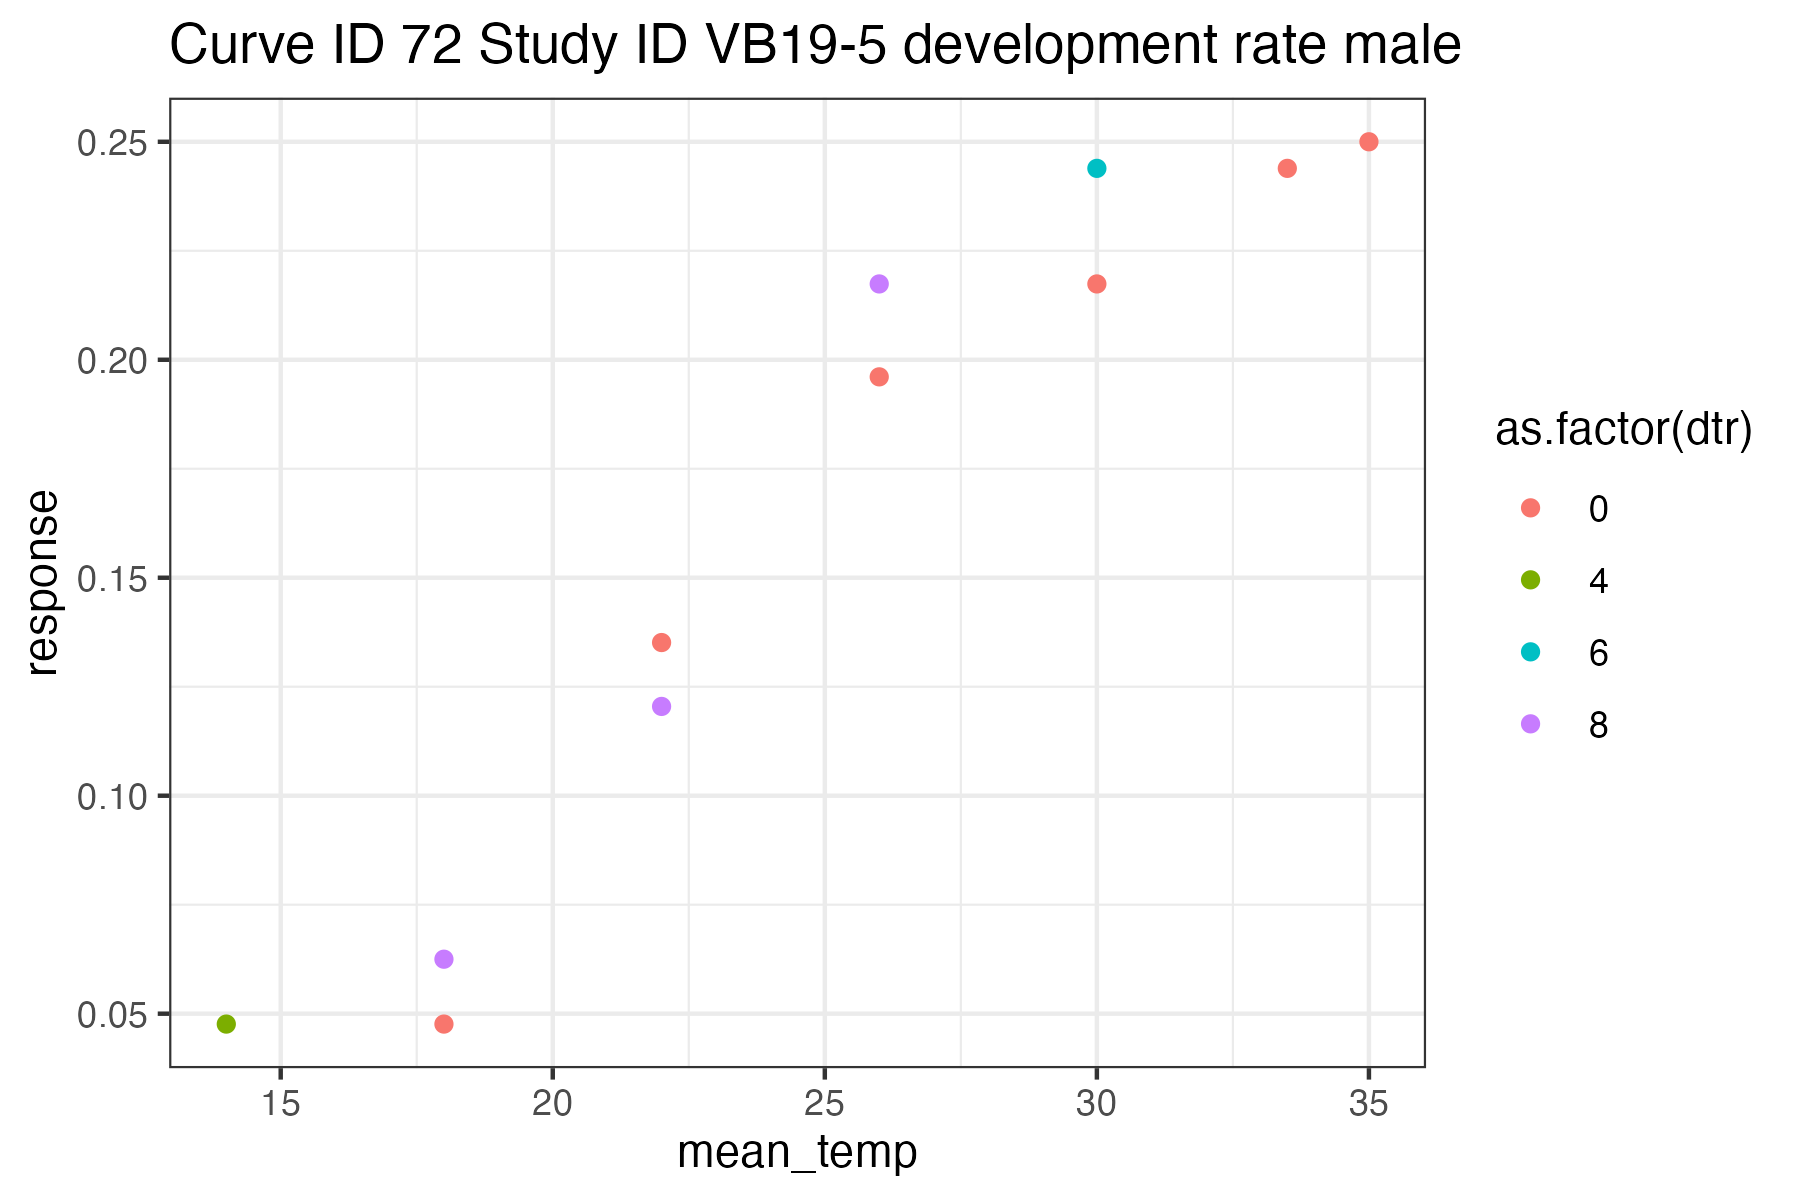 Curve ID 72 Study ID VB19-5 development rate male
0.25
0.20
0.15
0.10
0.05
response
15 20 25 30 35
mean_temp
as.factor(dtr)
0
4
6
8